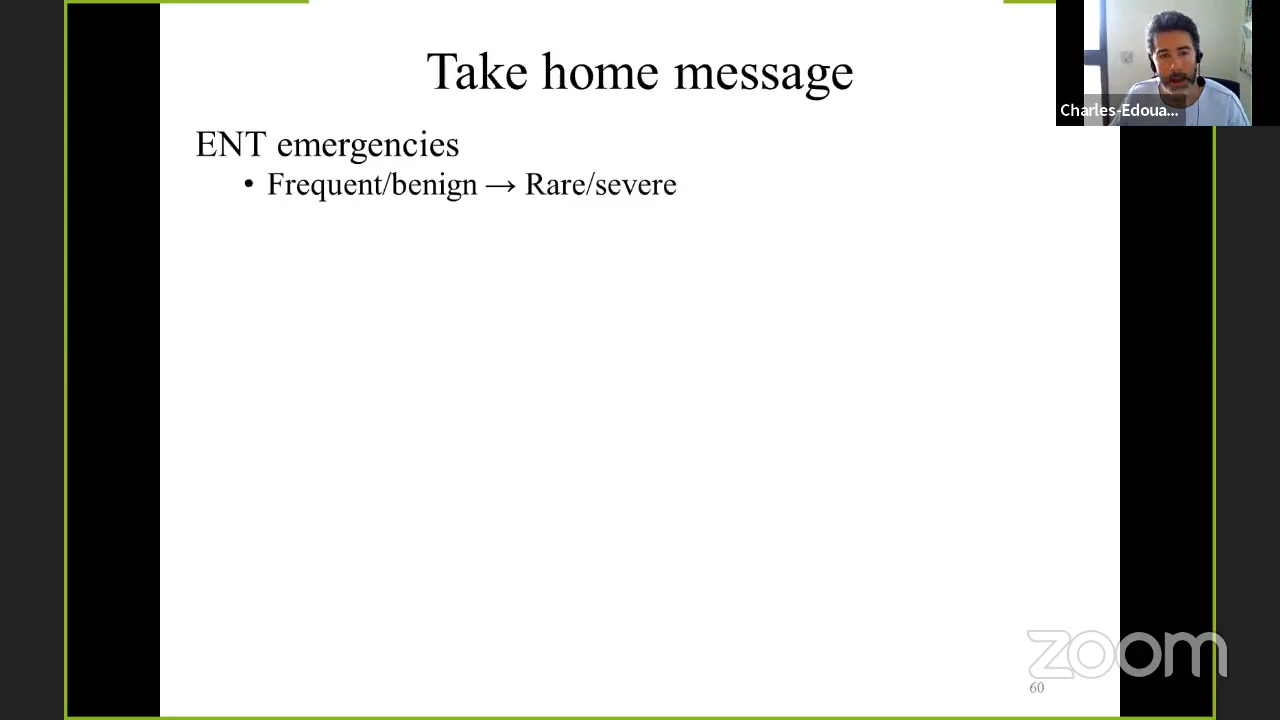 Take home message
Charles-Edoua...
ENT emergencies
• Frequent/benign → Rare/severe
zoom
60